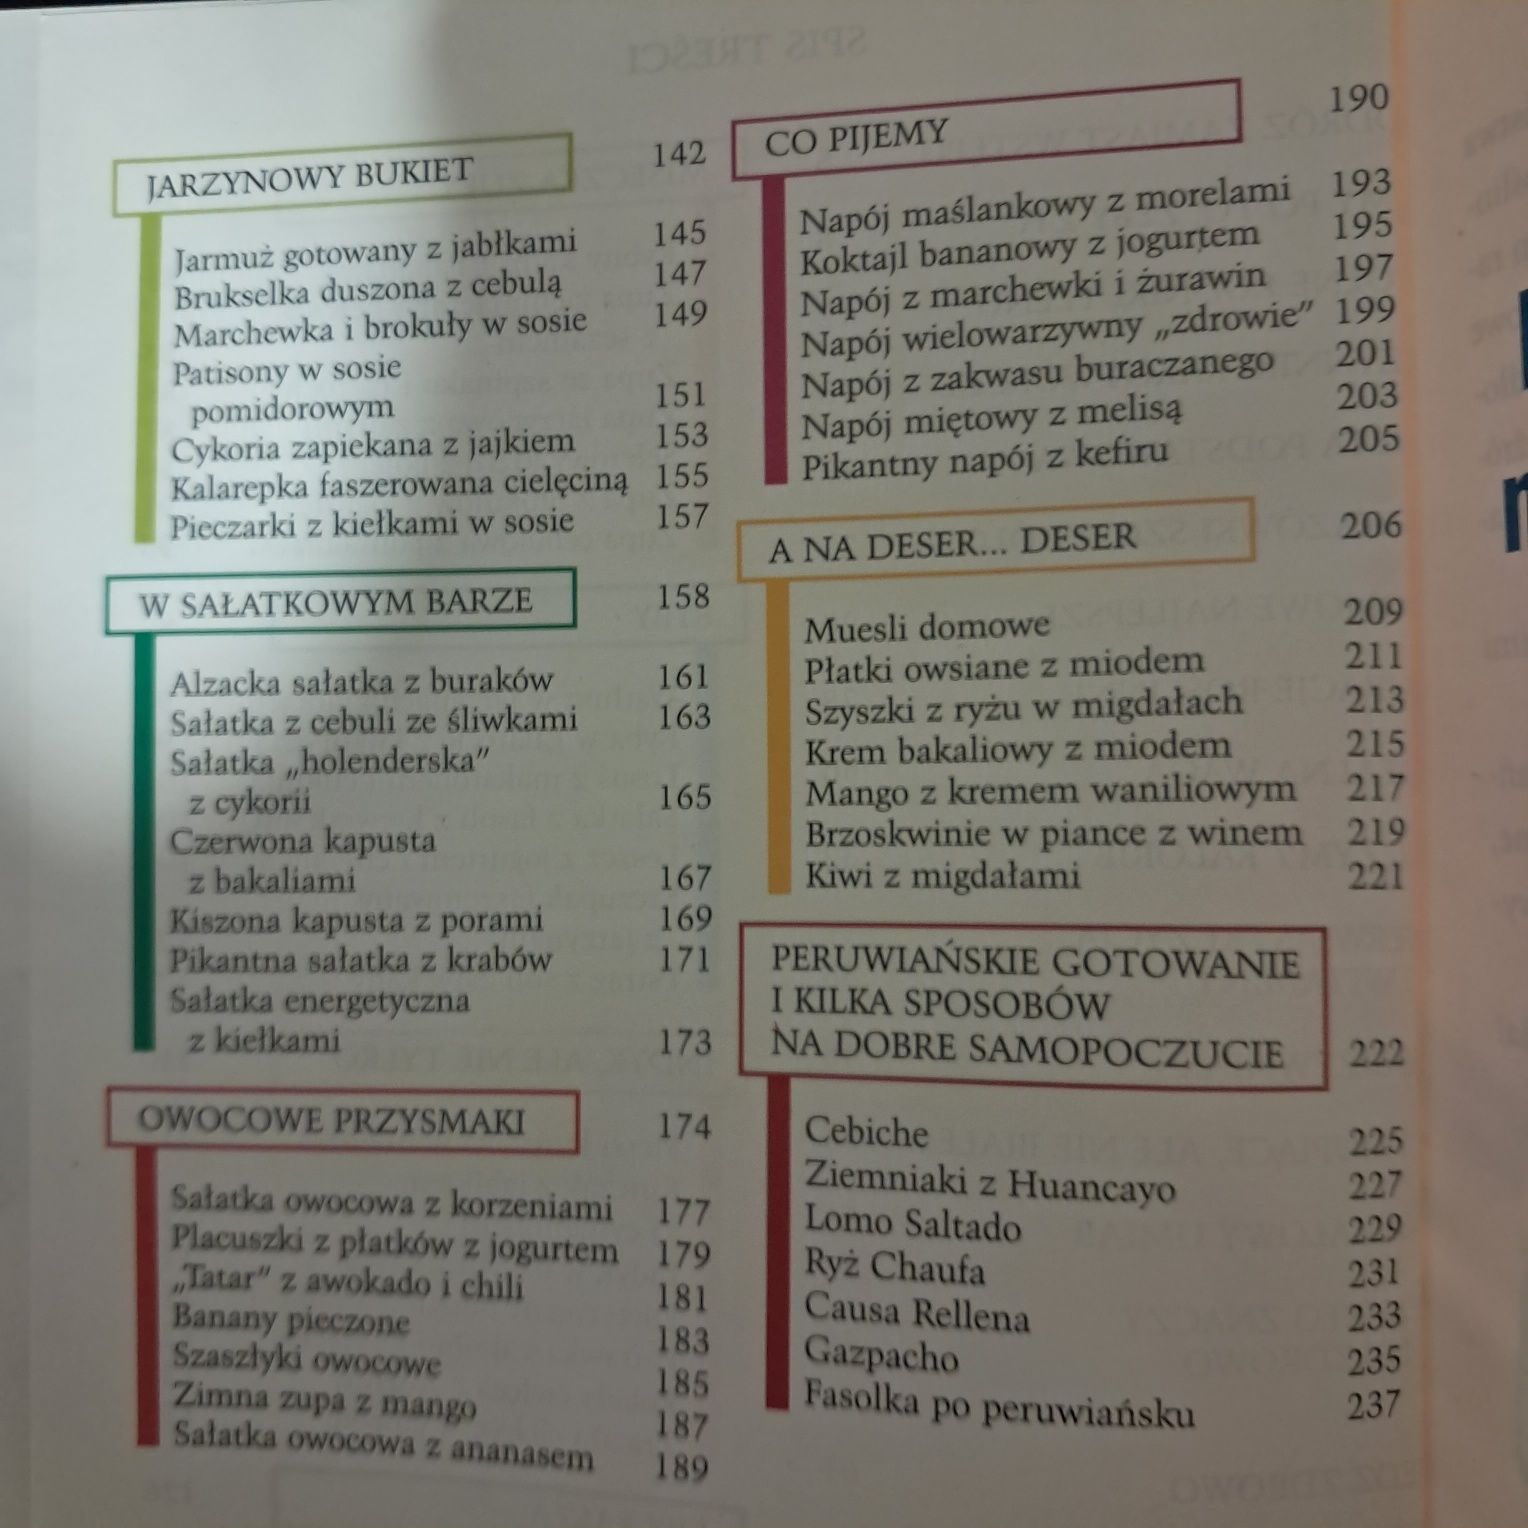 JARZYNOWY BUKIET 142
Jarmuż gotowany z jabłkami 145
Brukselka duszona z cebulą 147
Marchewka i brokuły w sosie 149
Patisony w sosie
pomidorowym 151
Cykoria zapiekana z jajkiem 153
Kalarepka faszerowana cielęciną 155
Pieczarki z kiełkami w sosie 157
W SAŁATKOWYM BARZE 158
Alzacka sałatka z buraków 161
Sałatka z cebuli ze śliwkami 163
Sałatka „holenderska”
z cykorii 165
Czerwona kapusta
z bakaliami 167
Kiszona kapusta z porami 169
Pikantna sałatka z krabów 171
Sałatka energetyczna
z kiełkami 173
OWOCOWE PRZYSMAKI 174
Sałatka owocowa z korzeniami 177
Placuszki z płatków z jogurtem 179
„Tatar” z awokado i chili 181
Banany pieczone 183
Szaszłyki owocowe 185
Zimna zupa z mango 187
Sałatka owocowa z ananasem 189
CO PIJEMY 190
Napój maślankowy z morelami 193
Koktajl bananowy z jogurtem 195
Napój z marchewki i żurawin 197
Napój wielowarzywny „zdrowie” 199
Napój z zakwasu buraczanego 201
Napój miętowy z melisą 203
Pikantny napój z kefiru 205
A NA DESER... DESER 206
Muesli domowe 209
Płatki owsiane z miodem 211
Szyszki z ryżu w migdałach 213
Krem bakaliowy z miodem 215
Mango z kremem waniliowym 217
Brzoskwinie w piance z winem 219
Kiwi z migdałami 221
PERUWIAŃSKIE GOTOWANIE
I KILKA SPOSOBÓW
NA DOBRE SAMOPOCZUCIE 222
Cebiche 225
Ziemniaki z Huancayo 227
Lomo Saltado 229
Ryż Chaufa 231
Causa Rellena 233
Gazpacho 235
Fasolka po peruwiańsku 237